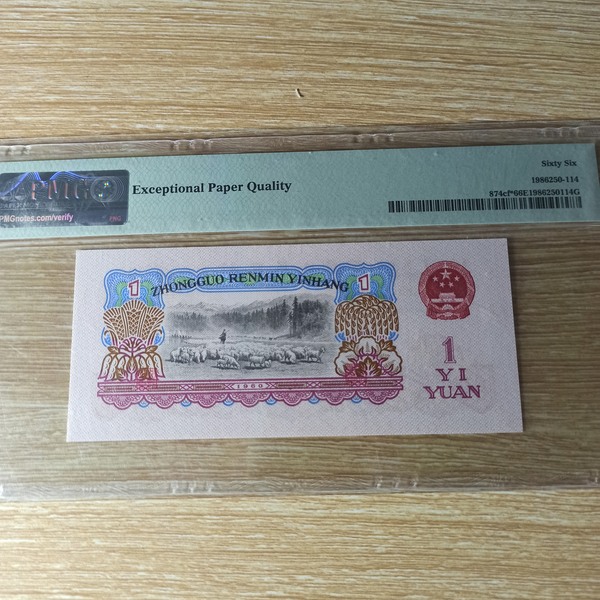 Sixty Six
PMG
Exceptional Paper Quality
1986250-114
PMGnotes.com/verify
PMG
874cf*66E1986250114G
ZHONGGUO RENMIN YINHANG
1
1
1
YI
YUAN
1960